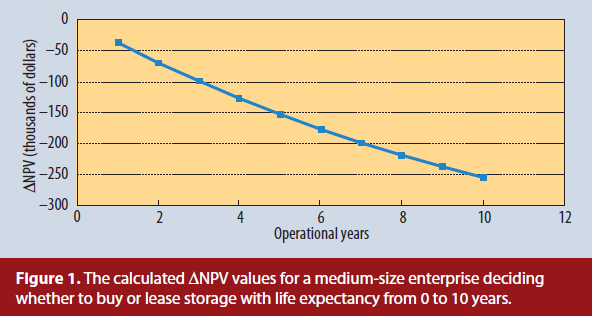 0
−50
−100
−150
−200
−250
−300
ΔNPV (thousands of dollars)
0 2 4 6 8 10 12
Operational years
Figure 1. The calculated ΔNPV values for a medium-size enterprise deciding
whether to buy or lease storage with life expectancy from 0 to 10 years.